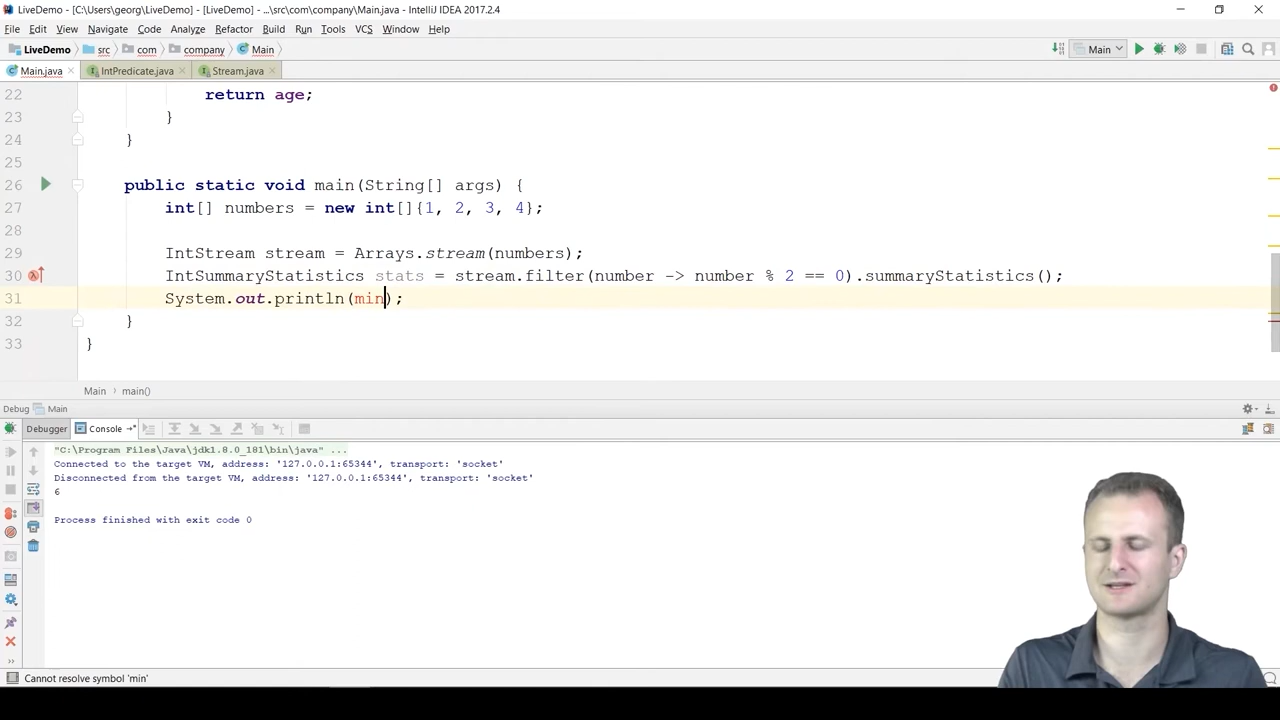 LiveDemo - [C:\Users\georg\LiveDemo] - [LiveDemo] - ...\src\com\company\Main.java - IntelliJ IDEA 2017.2.4
File Edit View Navigate Code Analyze Refactor Build Run Tools VCS Window Help
LiveDemo src com company Main Main
Main.java IntPredicate.java Stream.java
22 return age;
23 }
24 }
25
26 public static void main(String[] args) {
27 int[] numbers = new int[]{1, 2, 3, 4};
28
29 IntStream stream = Arrays.stream(numbers);
30 IntSummaryStatistics stats = stream.filter(number -> number % 2 == 0).summaryStatistics();
31 System.out.println(min);
32 }
33 }
Main › main()
Debug Main
Debugger Console
"C:\Program Files\Java\jdk1.8.0_181\bin\java" ...
Connected to the target VM, address: '127.0.0.1:65344', transport: 'socket'
Disconnected from the target VM, address: '127.0.0.1:65344', transport: 'socket'
6
Process finished with exit code 0
Cannot resolve symbol 'min'